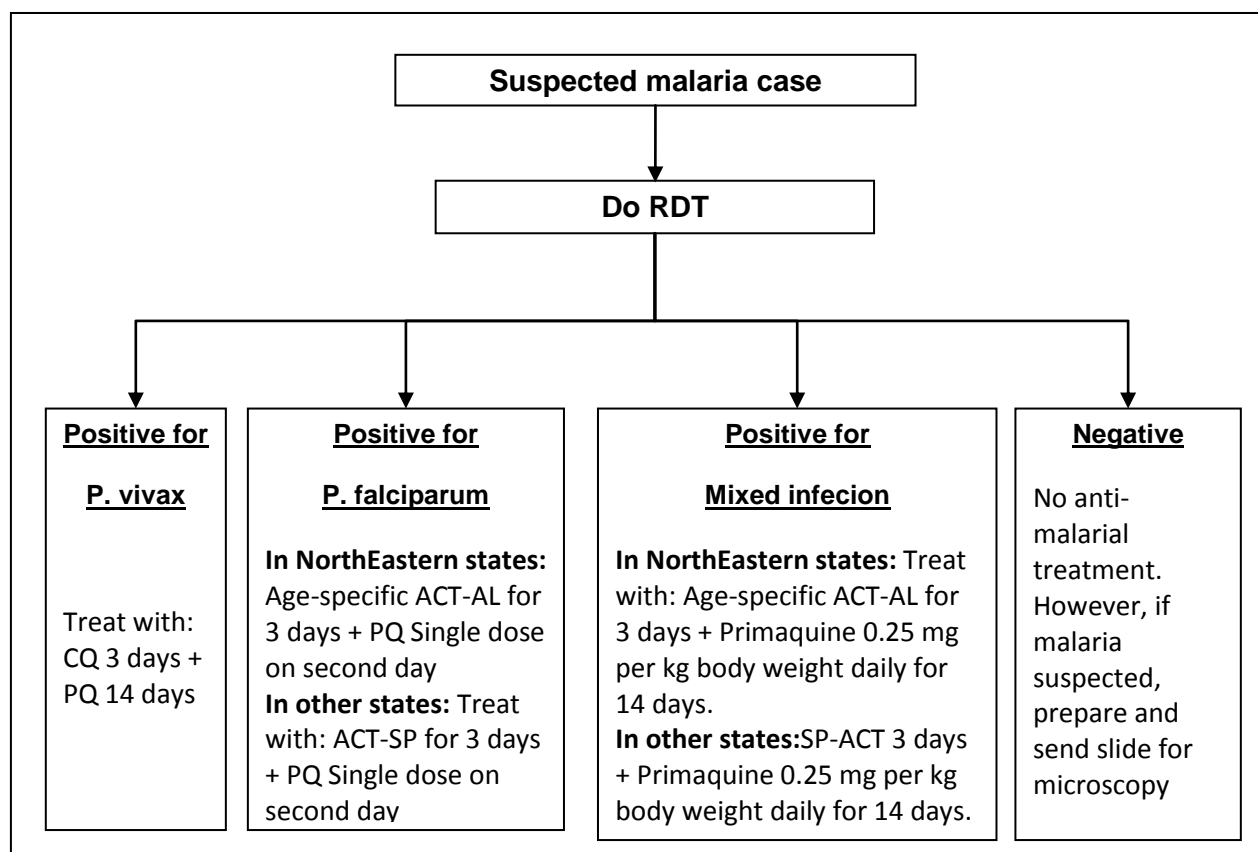 Suspected malaria case
Do RDT
Positive for
P. vivax
Treat with:
CQ 3 days +
PQ 14 days
Positive for
P. falciparum
In NorthEastern states:
Age-specific ACT-AL for
3 days + PQ Single dose
on second day
In other states: Treat
with: ACT-SP for 3 days
+ PQ Single dose on
second day
Positive for
Mixed infecion
In NorthEastern states: Treat
with: Age-specific ACT-AL for
3 days + Primaquine 0.25 mg
per kg body weight daily for
14 days.
In other states:SP-ACT 3 days
+ Primaquine 0.25 mg per kg
body weight daily for 14 days.
Negative
No anti-
malarial
treatment.
However, if
malaria
suspected,
prepare and
send slide for
microscopy